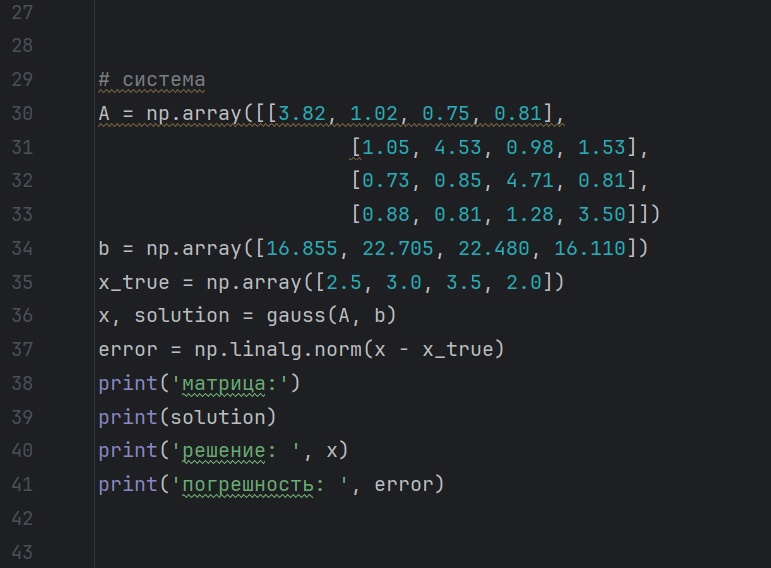 27
28
29 # система
30 A = np.array([[3.82, 1.02, 0.75, 0.81],
31 [1.05, 4.53, 0.98, 1.53],
32 [0.73, 0.85, 4.71, 0.81],
33 [0.88, 0.81, 1.28, 3.50]])
34 b = np.array([16.855, 22.705, 22.480, 16.110])
35 x_true = np.array([2.5, 3.0, 3.5, 2.0])
36 x, solution = gauss(A, b)
37 error = np.linalg.norm(x - x_true)
38 print('матрица:')
39 print(solution)
40 print('решение: ', x)
41 print('погрешность: ', error)
42
43